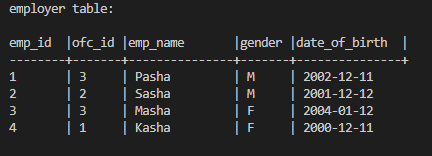 employer table:
emp_id |ofc_id|emp_name |gender|date_of_birth |
--------+------+--------------+------+--------------+
1 | 3 | Pasha | M | 2002-12-11
2 | 2 | Sasha | M | 2001-12-12
3 | 3 | Masha | F | 2004-01-12
4 | 1 | Kasha | F | 2000-12-11